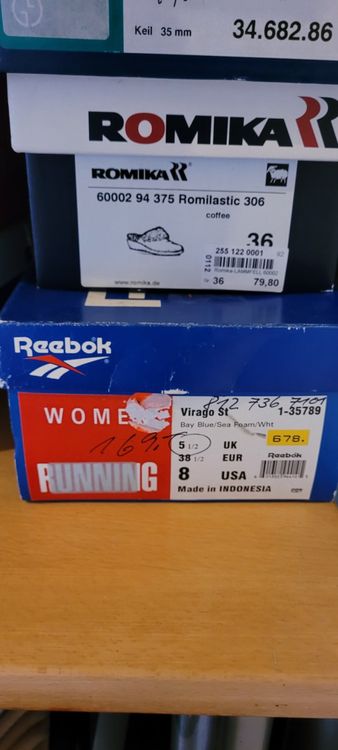 Keil 35 mm 34.682.86
ROMIKA
ROMIKA
60002 94 375 Romilastic 306
coffee
36
255 122 0001
0112
36 79,80
www.romika.de
Reebok
812 736 7101
WOME
Virago St 1-35789
Bay Blue/Sea Foam/Wht
169.-
5 1/2 UK 678.
38 1/2 EUR Reebok
RUNNING
8 USA
Made in INDONESIA